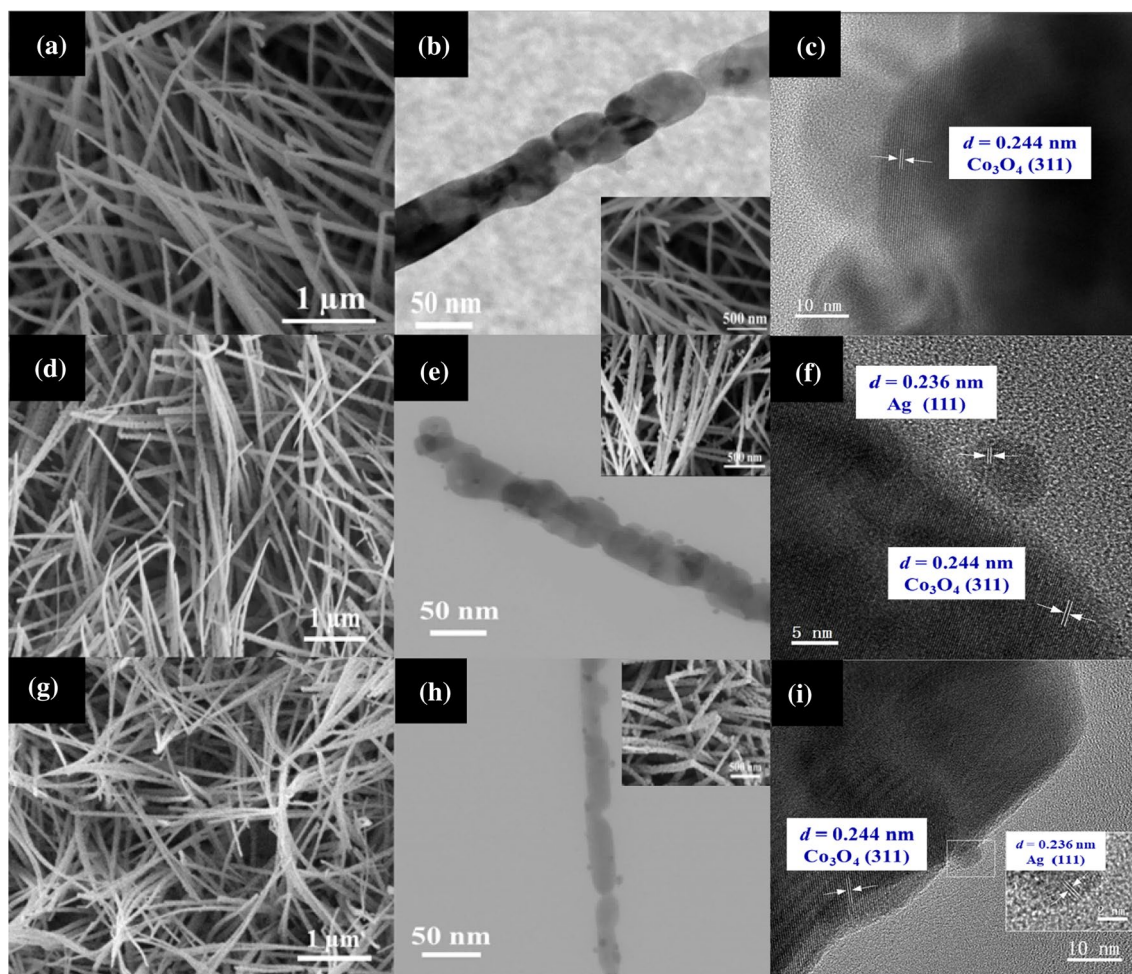 (a)
1 µm
(b)
50 nm
500 nm
(c)
d = 0.244 nm
Co₃O₄ (311)
10 nm
(d)
1 µm
(e)
50 nm
500 nm
(f)
d = 0.236 nm
Ag (111)
d = 0.244 nm
Co₃O₄ (311)
5 nm
(g)
1 µm
(h)
50 nm
500 nm
(i)
d = 0.244 nm
Co₃O₄ (311)
d = 0.236 nm
Ag (111)
2 nm
10 nm